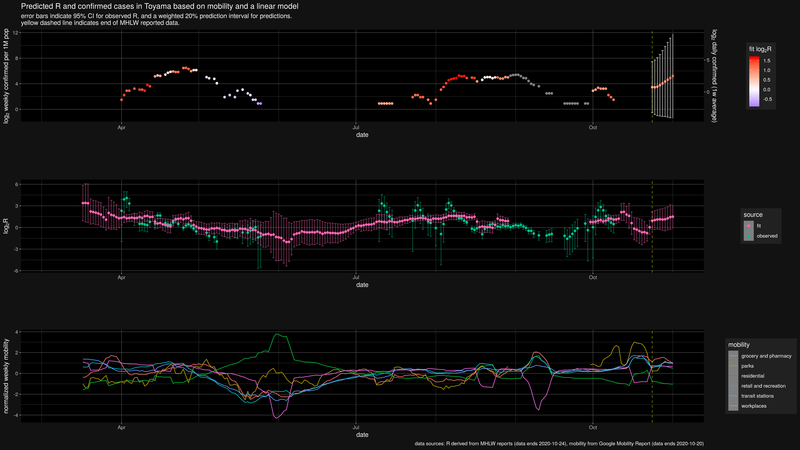 Predicted R and confirmed cases in Toyama based on mobility and a linear model
error bars indicate 95% CI for observed R, and a weighted 20% prediction interval for predictions.
yellow dashed line indicates end of MHLW reported data.
log₂ weekly confirmed per 1M pop
12
8
4
0
Apr
Jul
Oct
date
5
0
log₂ daily confirmed (1w average)
fit log₂R
1.5
1.0
0.5
0.0
-0.5
log₂R
6
3
0
-3
-6
Apr
Jul
Oct
date
source
fit
observed
normalized weekly mobility
4
2
0
-2
-4
Apr
Jul
Oct
date
mobility
grocery and pharmacy
parks
residential
retail and recreation
transit stations
workplaces
data sources: R derived from MHLW reports (data ends 2020-10-24), mobility from Google Mobility Report (data ends 2020-10-20)